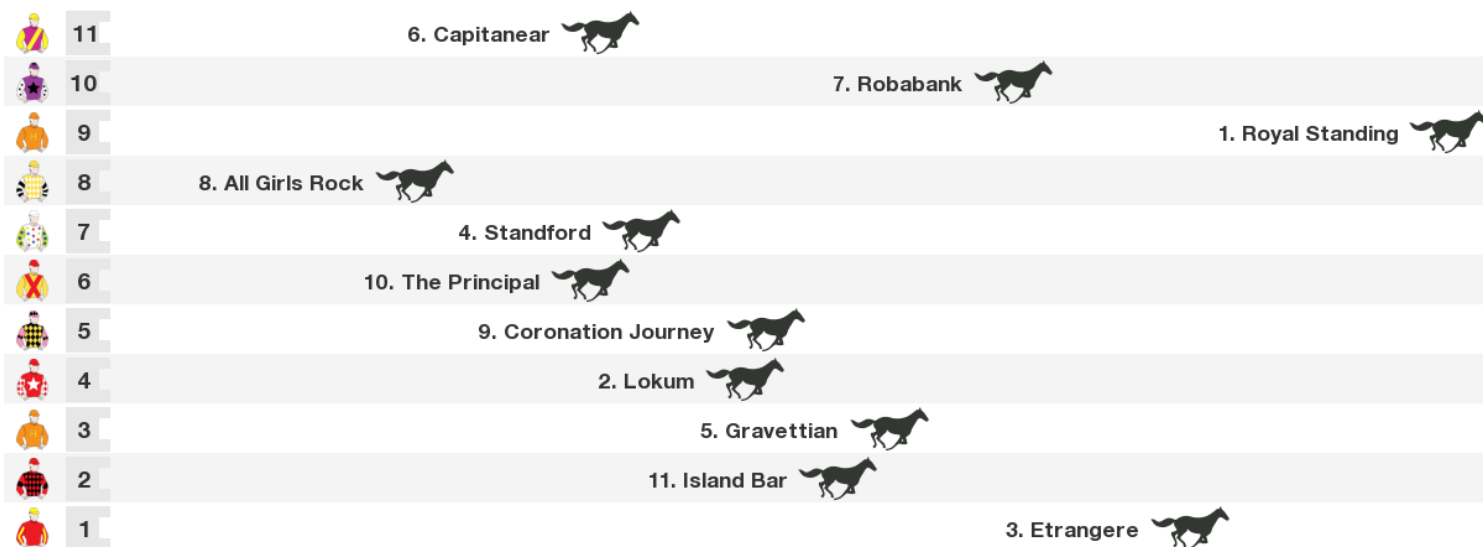 11 6. Capitanear
10 7. Robabank
9 1. Royal Standing
8 8. All Girls Rock
7 4. Standford
6 10. The Principal
5 9. Coronation Journey
4 2. Lokum
3 5. Gravettian
2 11. Island Bar
1 3. Etrangere